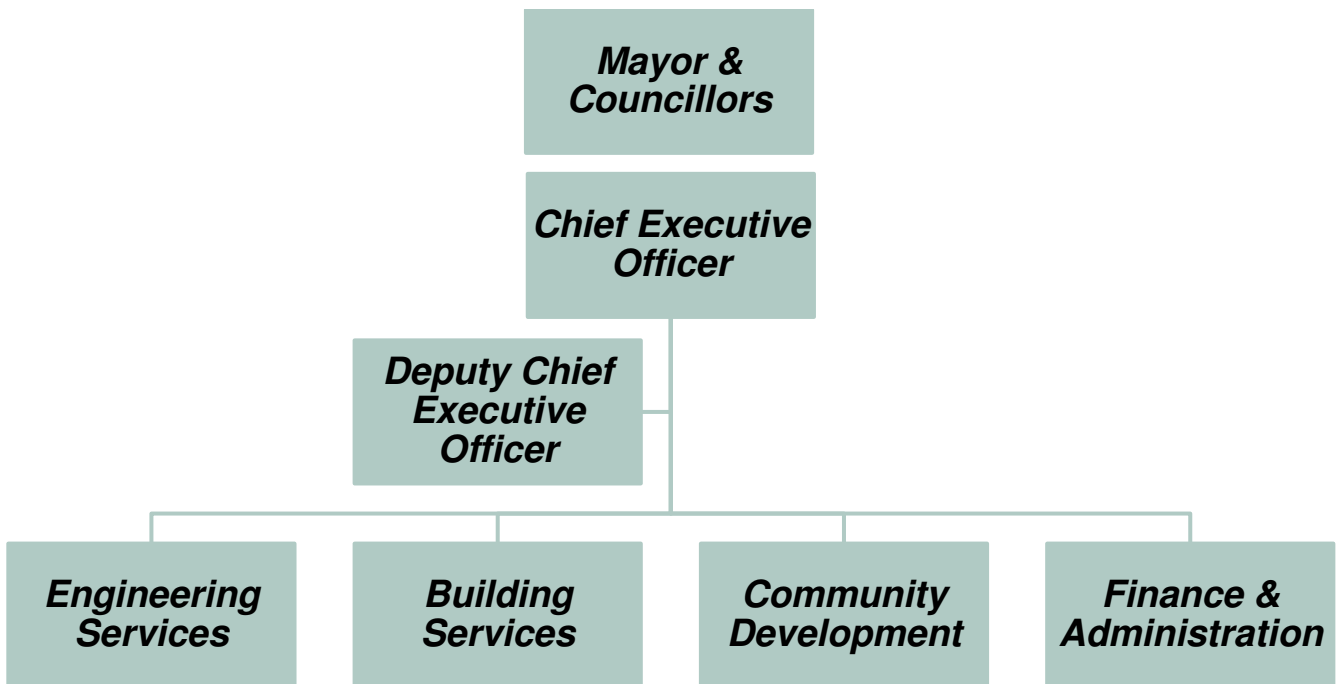 Mayor &
Councillors
Chief Executive
Officer
Deputy Chief
Executive
Officer
Engineering
Services
Building
Services
Community
Development
Finance &
Administration